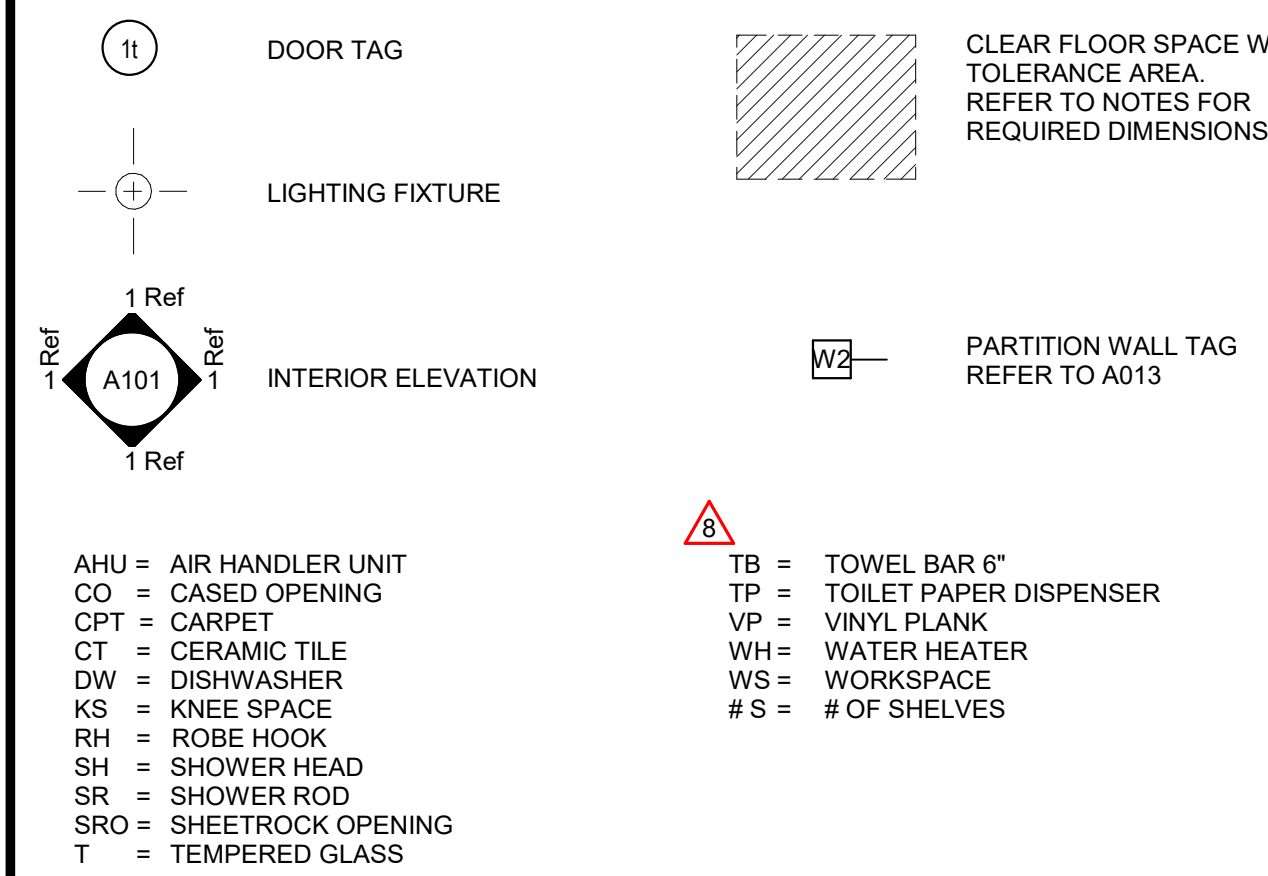 1t
DOOR TAG
LIGHTING FIXTURE
1 Ref
1 Ref
A101
1 Ref
1 Ref
INTERIOR ELEVATION
CLEAR FLOOR SPACE W
TOLERANCE AREA.
REFER TO NOTES FOR
REQUIRED DIMENSIONS
W2
PARTITION WALL TAG
REFER TO A013
AHU = AIR HANDLER UNIT
CO = CASED OPENING
CPT = CARPET
CT = CERAMIC TILE
DW = DISHWASHER
KS = KNEE SPACE
RH = ROBE HOOK
SH = SHOWER HEAD
SR = SHOWER ROD
SRO = SHEETROCK OPENING
T = TEMPERED GLASS
8
TB = TOWEL BAR 6"
TP = TOILET PAPER DISPENSER
VP = VINYL PLANK
WH = WATER HEATER
WS = WORKSPACE
# S = # OF SHELVES